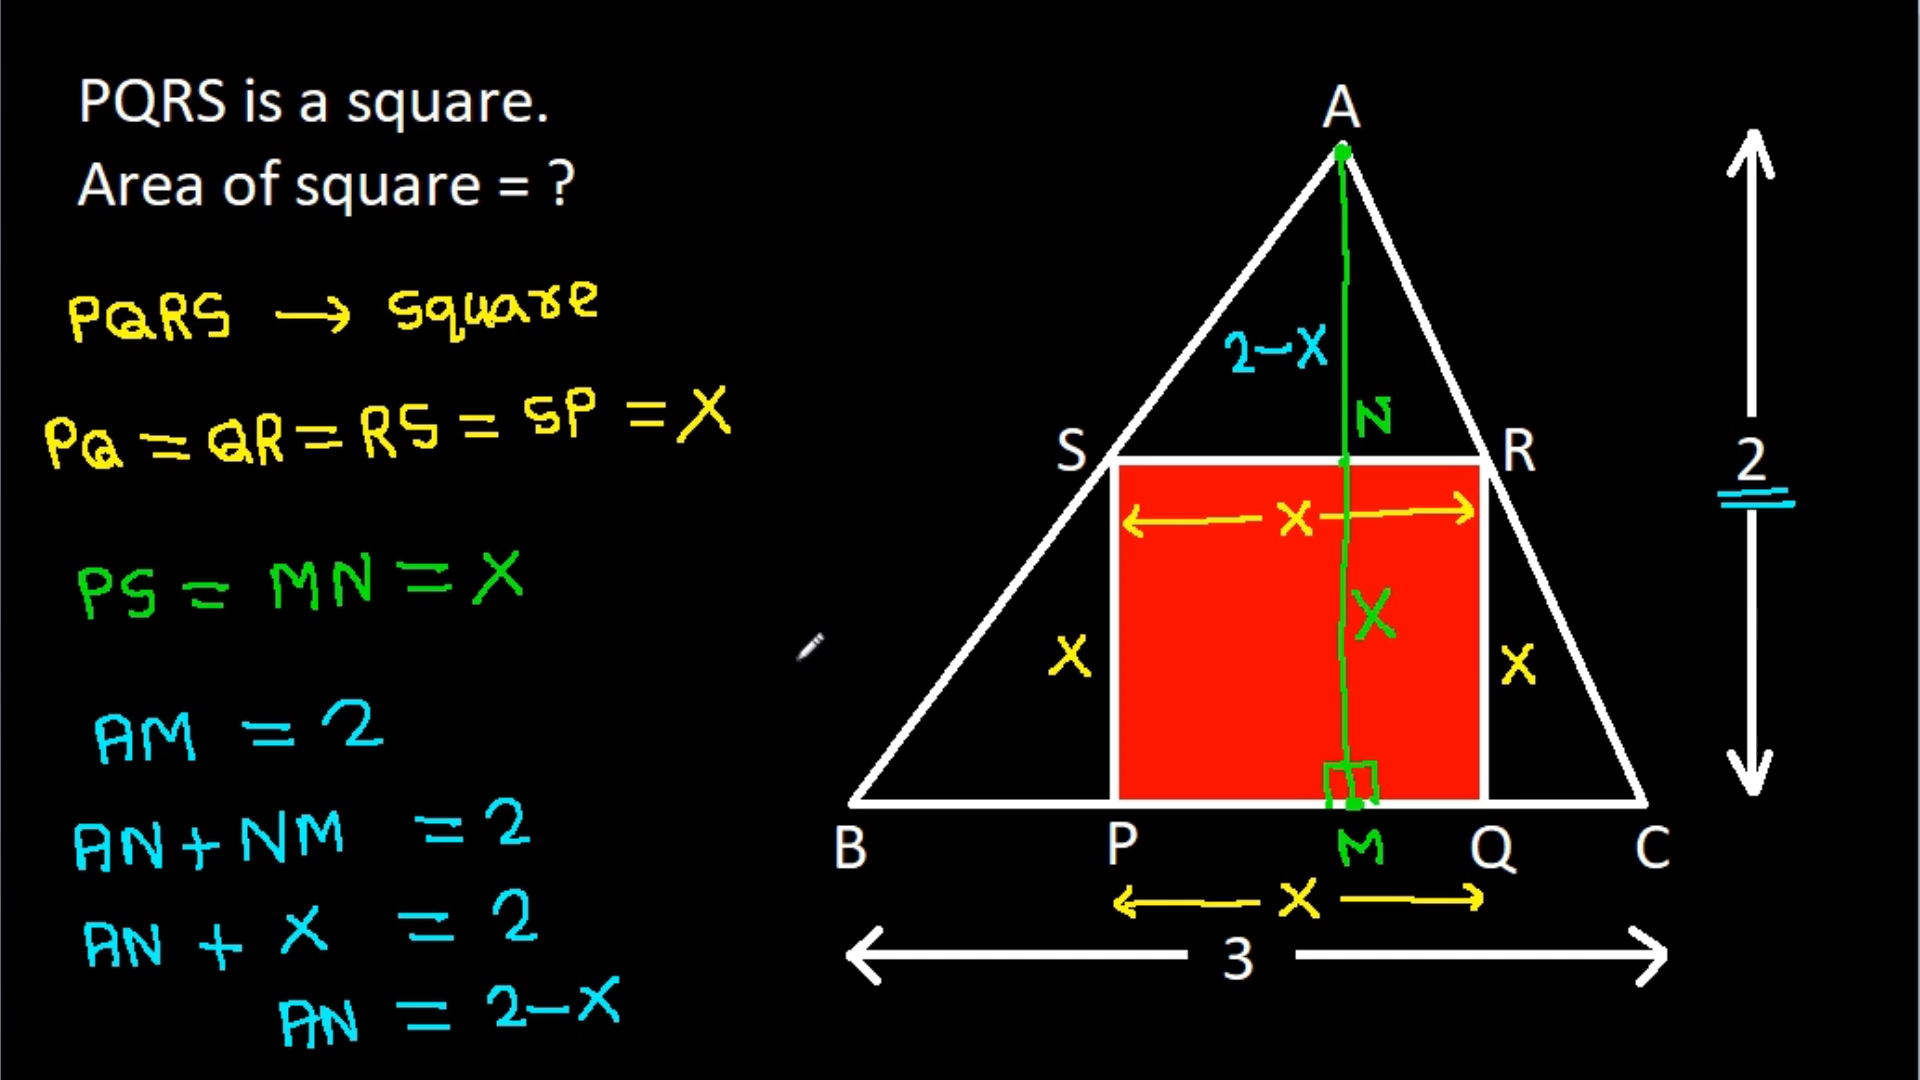 PQRS is a square.
Area of square = ?
PQRS → square
PQ = QR = RS = SP = X
PS = MN = X
AM = 2
AN + NM = 2
AN + X = 2
AN = 2-X
A
2-X
N
S
R
2
X
X
X
X
B
P
M
Q
C
X
3